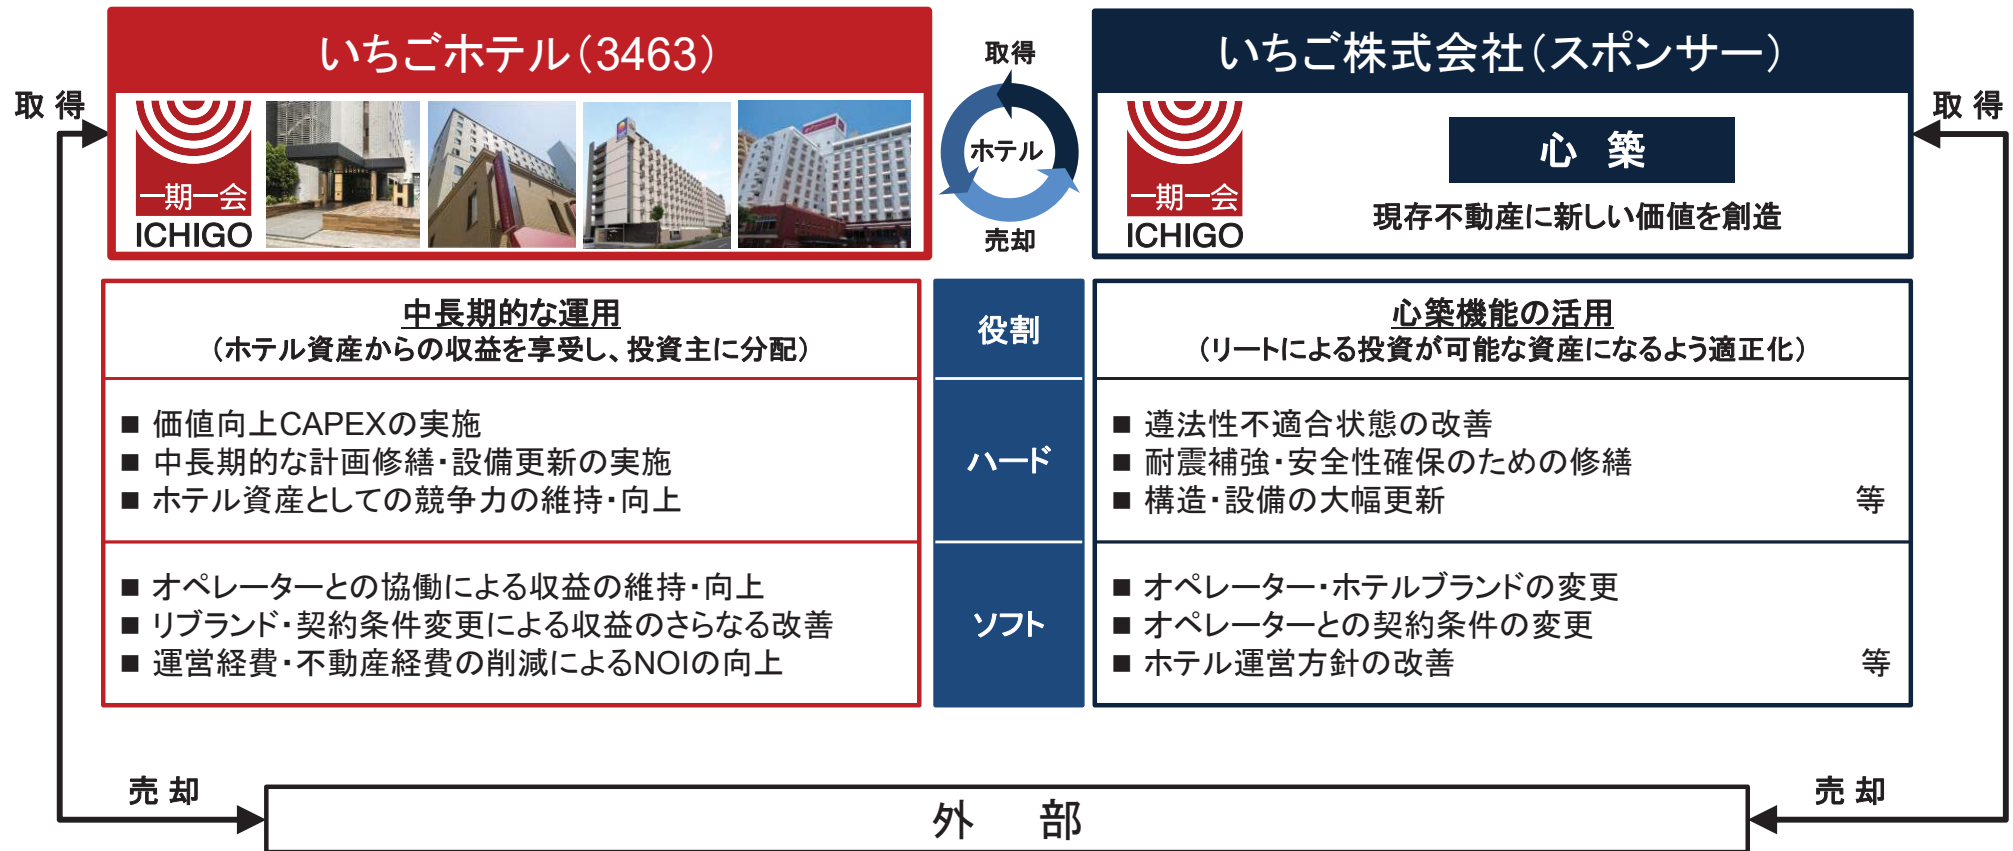 いちごホテル（3463）
取得
一期一会
ICHIGO
取得
ホテル
売却
いちご株式会社（スポンサー）
取得
一期一会
ICHIGO
心 築
現存不動産に新しい価値を創造
中長期的な運用
（ホテル資産からの収益を享受し、投資主に分配）
役割
心築機能の活用
（リートによる投資が可能な資産になるよう適正化）
■ 価値向上CAPEXの実施
■ 中長期的な計画修繕・設備更新の実施
■ ホテル資産としての競争力の維持・向上
ハード
■ 遵法性不適合状態の改善
■ 耐震補強・安全性確保のための修繕
■ 構造・設備の大幅更新 等
■ オペレーターとの協働による収益の維持・向上
■ リブランド・契約条件変更による収益のさらなる改善
■ 運営経費・不動産経費の削減によるNOIの向上
ソフト
■ オペレーター・ホテルブランドの変更
■ オペレーターとの契約条件の変更
■ ホテル運営方針の改善 等
売却
外 部
売却